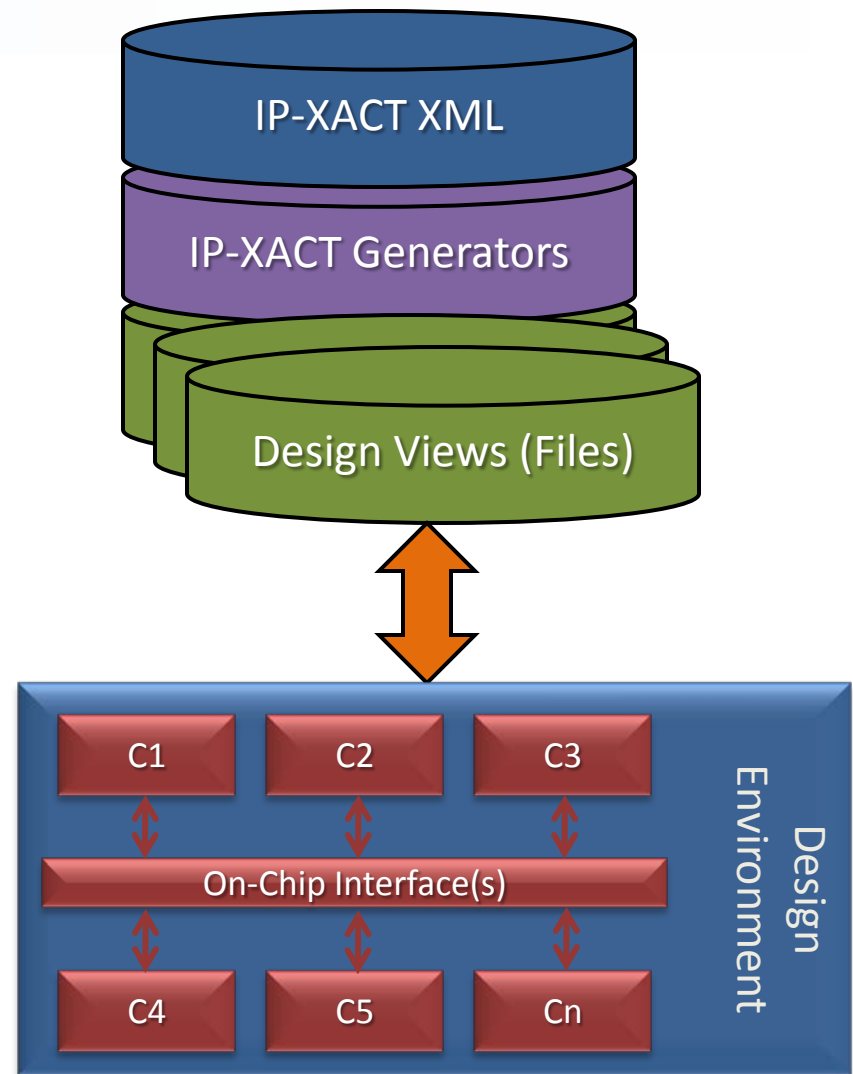 IP-XACT XML
IP-XACT Generators
Design Views (Files)
C1
C2
C3
On-Chip Interface(s)
C4
C5
Cn
Design
Environment